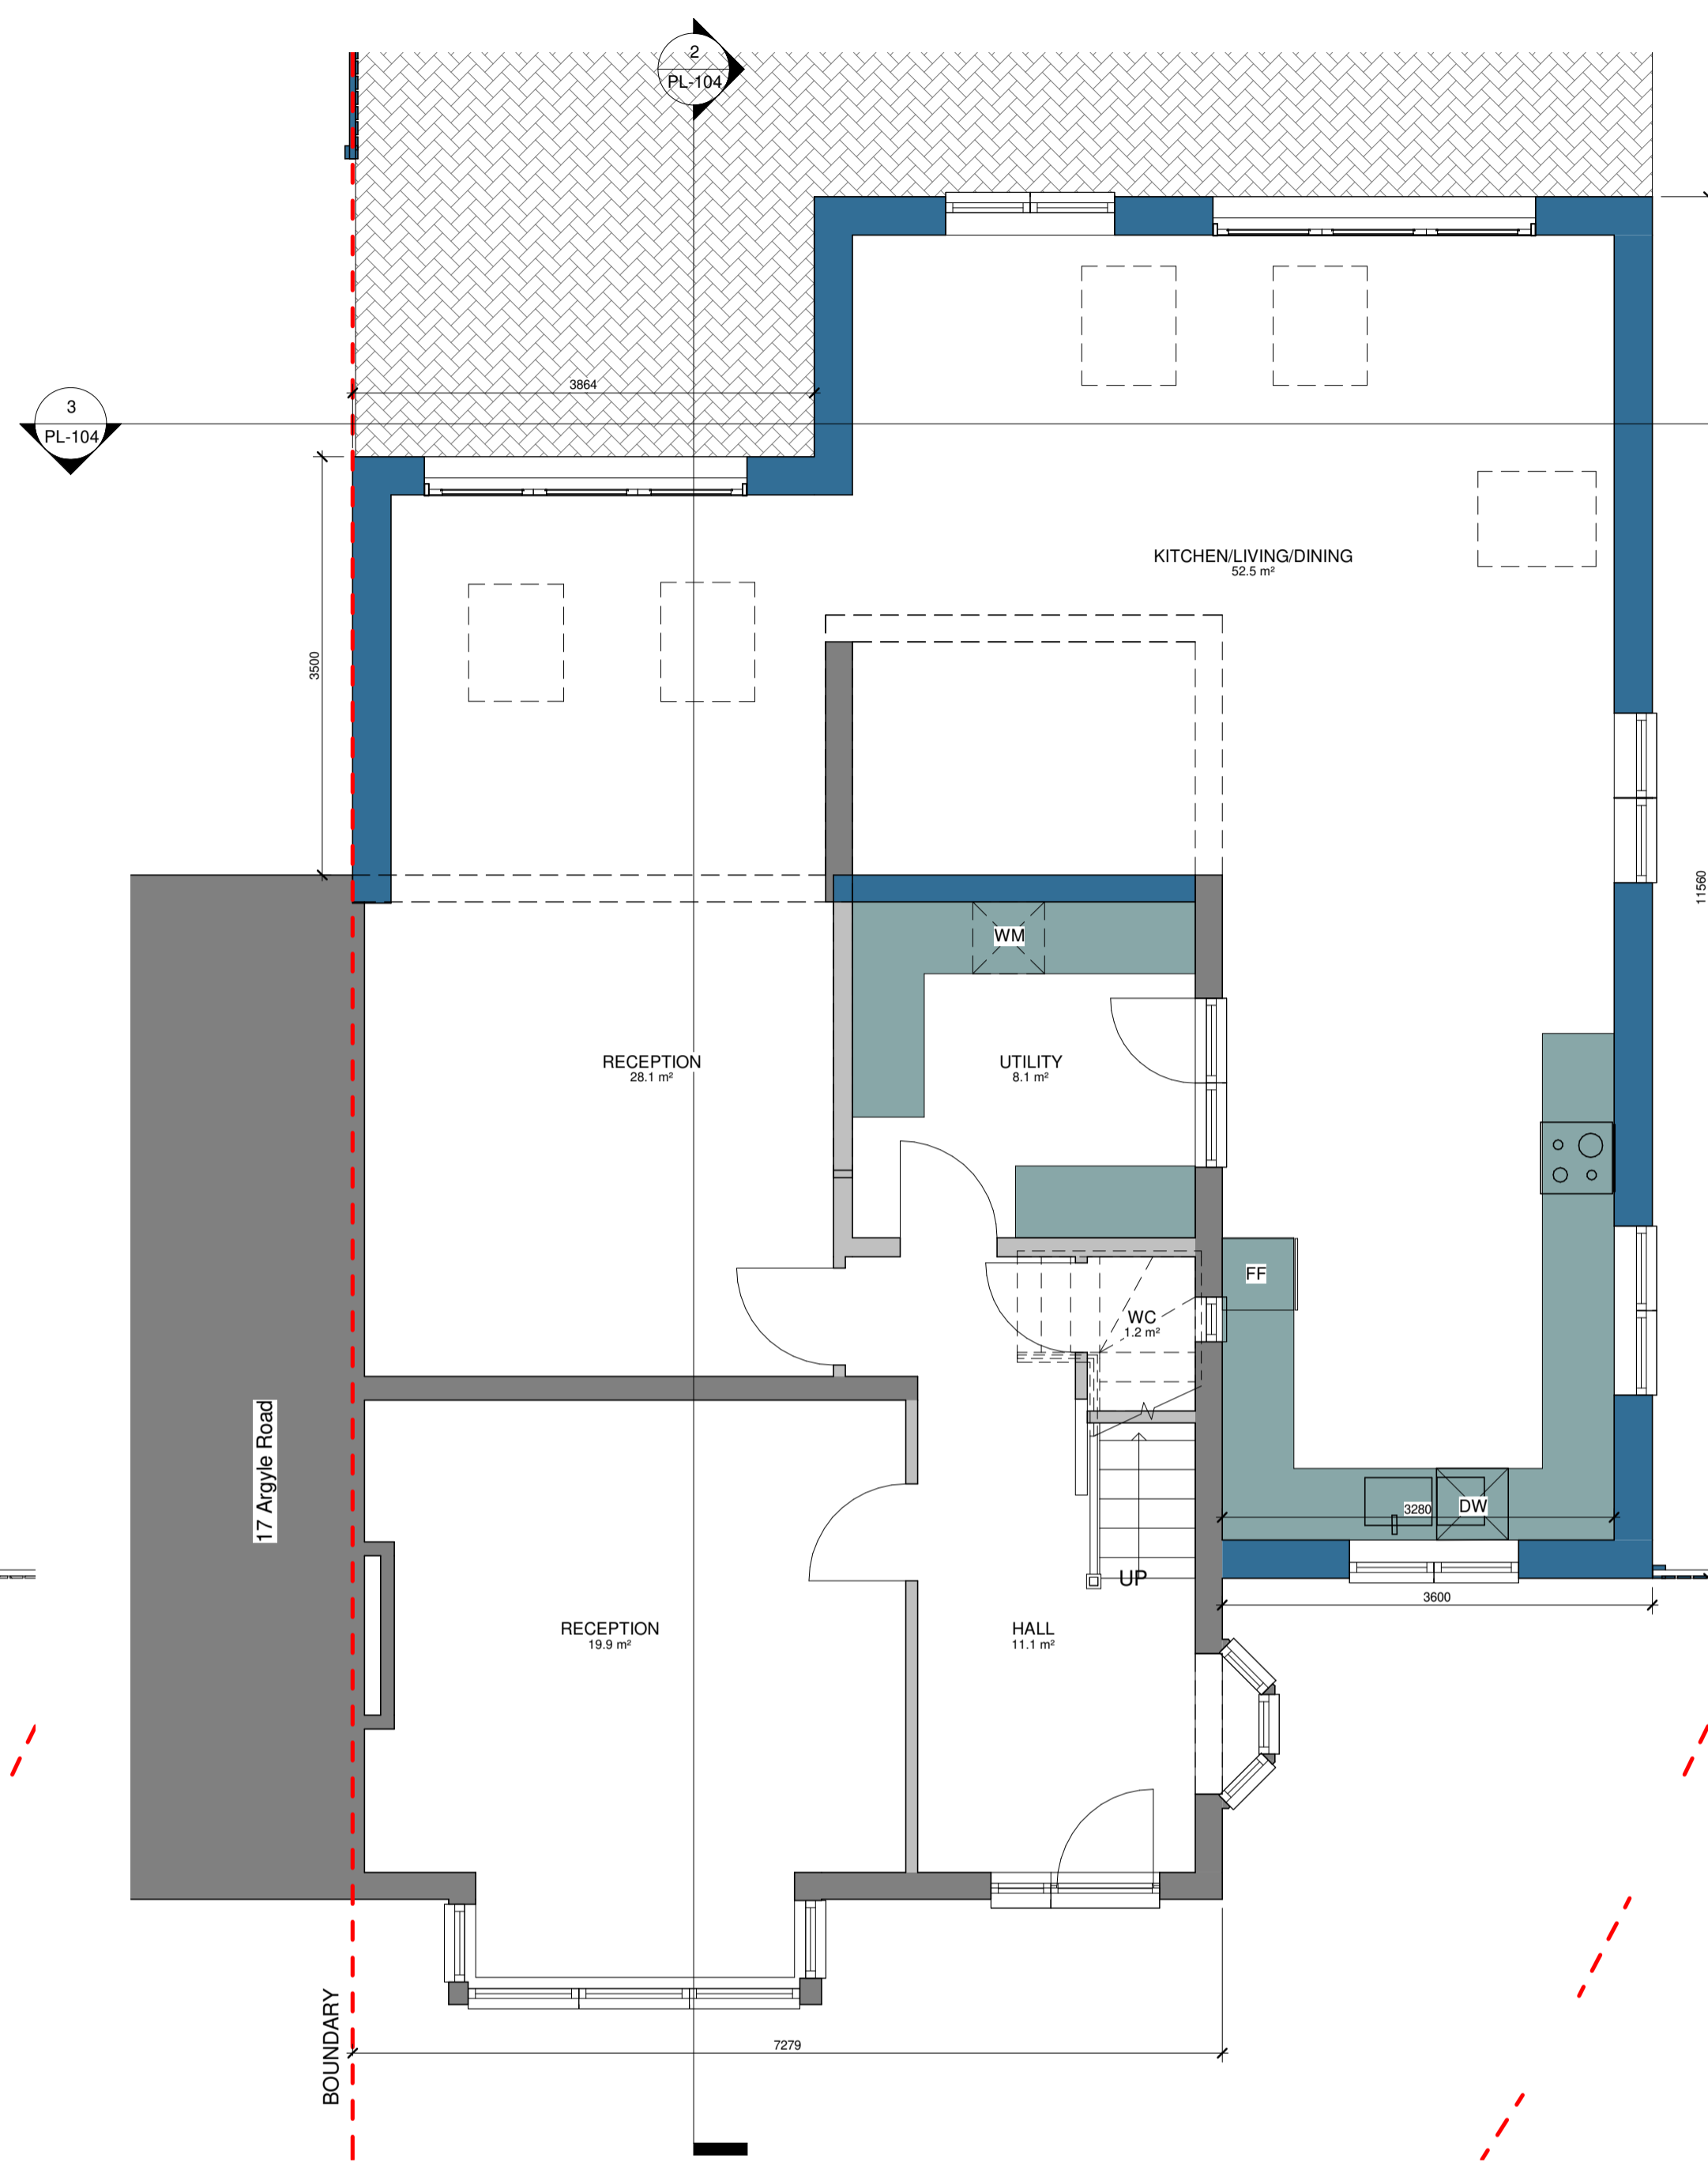 2
PL-104
3864
3
PL-104
KITCHEN/LIVING/DINING
52.5 m²
3500
11560
WM
RECEPTION
28.1 m²
UTILITY
8.1 m²
FF
WC
1.2 m²
17 Argyle Road
3280
DW
UP
3600
RECEPTION
19.9 m²
HALL
11.1 m²
BOUNDARY
7279